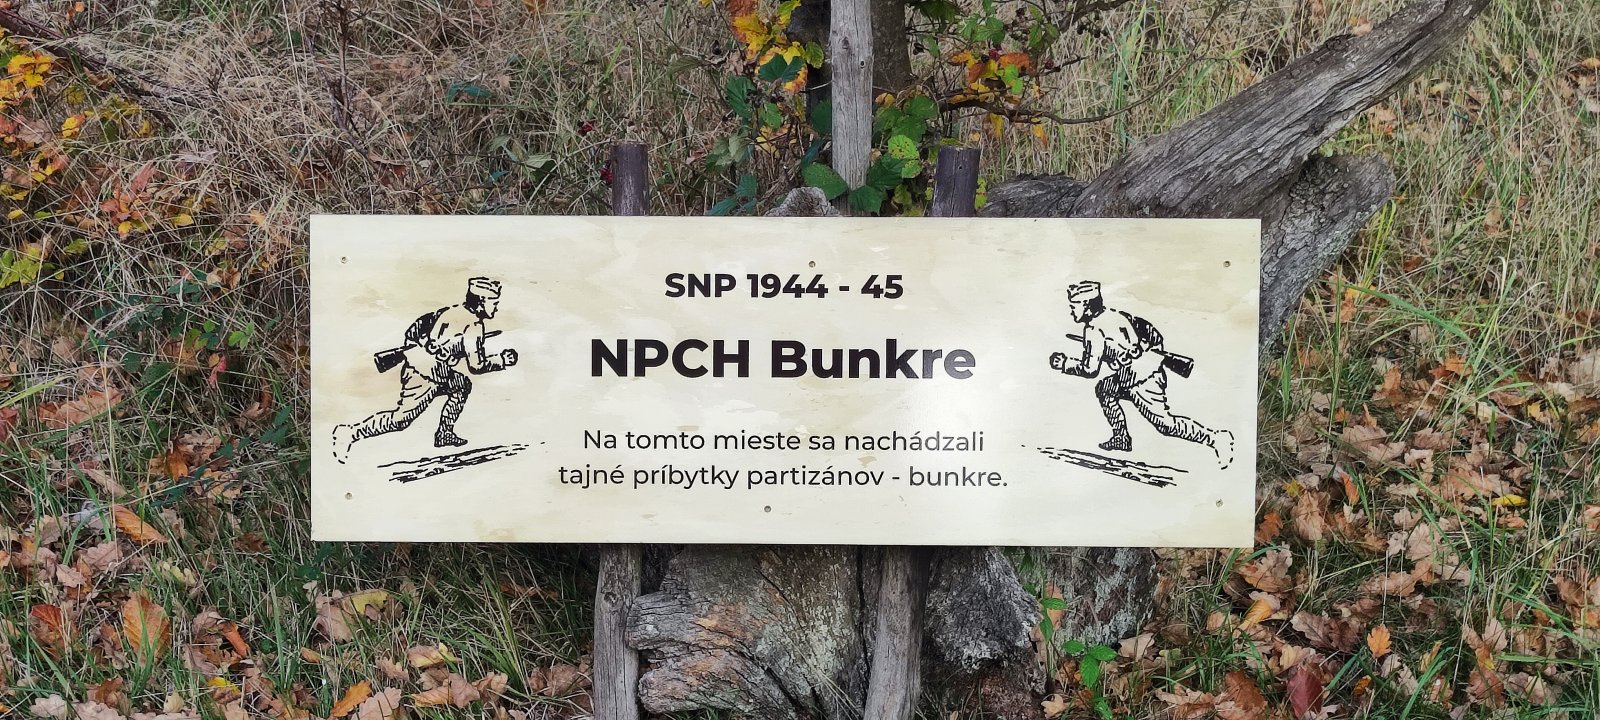 SNP 1944 - 45
NPCH Bunkre
Na tomto mieste sa nachádzali
tajné príbytky partizánov - bunkre.